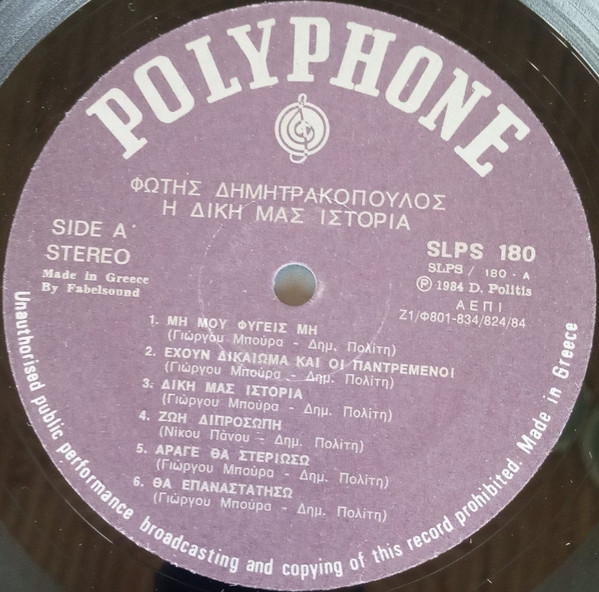 POLYPHONE
ΦΩΤΗΣ ΔΗΜΗΤΡΑΚΟΠΟΥΛΟΣ
Η ΔΙΚΗ ΜΑΣ ΙΣΤΟΡΙΑ
SIDE A΄
STEREO
Made in Greece
By Fabelsound
SLPS 180
SLPS / 180 - A
Ⓟ 1984 D. Politis
ΑΕΠΙ
Ζ1/Φ801-834/824/84
1. ΜΗ ΜΟΥ ΦΥΓΕΙΣ ΜΗ
(Γιώργου Μπούρα - Δημ. Πολίτη)
2. ΕΧΟΥΝ ΔΙΚΑΙΩΜΑ ΚΑΙ ΟΙ ΠΑΝΤΡΕΜΕΝΟΙ
(Γιώργου Μπούρα - Δημ. Πολίτη)
3. ΔΙΚΗ ΜΑΣ ΙΣΤΟΡΙΑ
(Γιώργου Μπούρα - Δημ. Πολίτη)
4. ΖΩΗ ΔΙΠΡΟΣΩΠΗ
(Νίκου Πάνου - Δημ. Πολίτη)
5. ΑΡΑΓΕ ΘΑ ΣΤΕΡΙΩΣΩ
(Γιώργου Μπούρα - Δημ. Πολίτη)
6. ΘΑ ΕΠΑΝΑΣΤΑΤΗΣΩ
(Γιώργου Μπούρα - Δημ. Πολίτη)
Unauthorised public performance broadcasting and copying of this record prohibited. Made in Greece